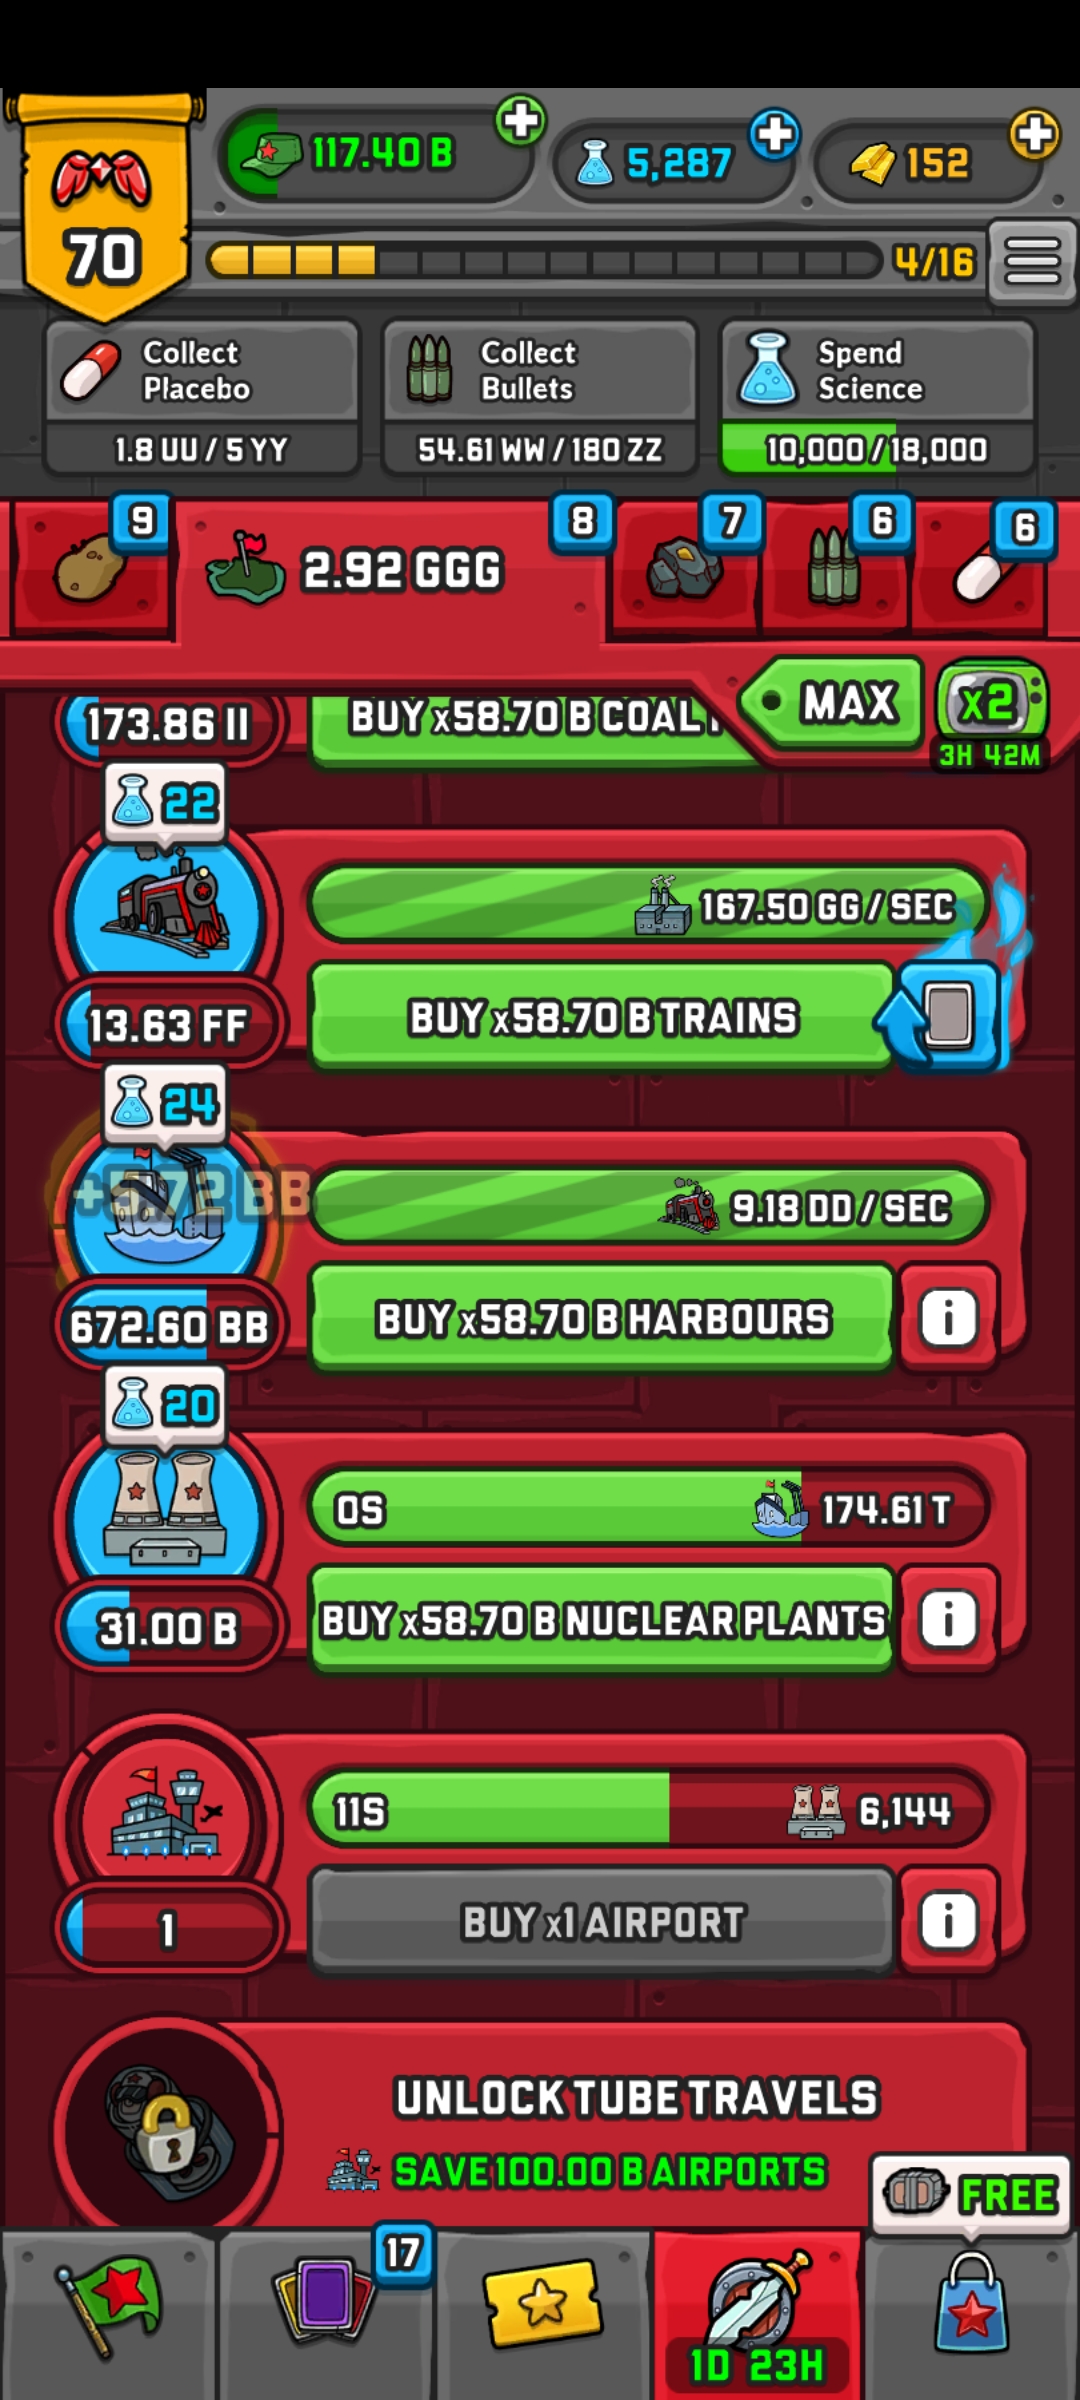 117.40 B
5,287
152
70
4/16
Collect Placebo
1.8 UU / 5 YY
Collect Bullets
54.61 WW / 180 ZZ
Spend Science
10,000 / 18,000
9
2.92 GGG
8
7
6
6
MAX
x2
3H 42M
173.86 II
BUY x58.70 B COAL
22
167.50 GG / SEC
13.63 FF
BUY x58.70 B TRAINS
24
+5.72 BB
9.18 DD / SEC
672.60 BB
BUY x58.70 B HARBOURS
i
20
0S
174.61 T
31.00 B
BUY x58.70 B NUCLEAR PLANTS
i
11S
6,144
1
BUY x1 AIRPORT
i
UNLOCK TUBE TRAVELS
SAVE 100.00 B AIRPORTS
FREE
17
1D 23H